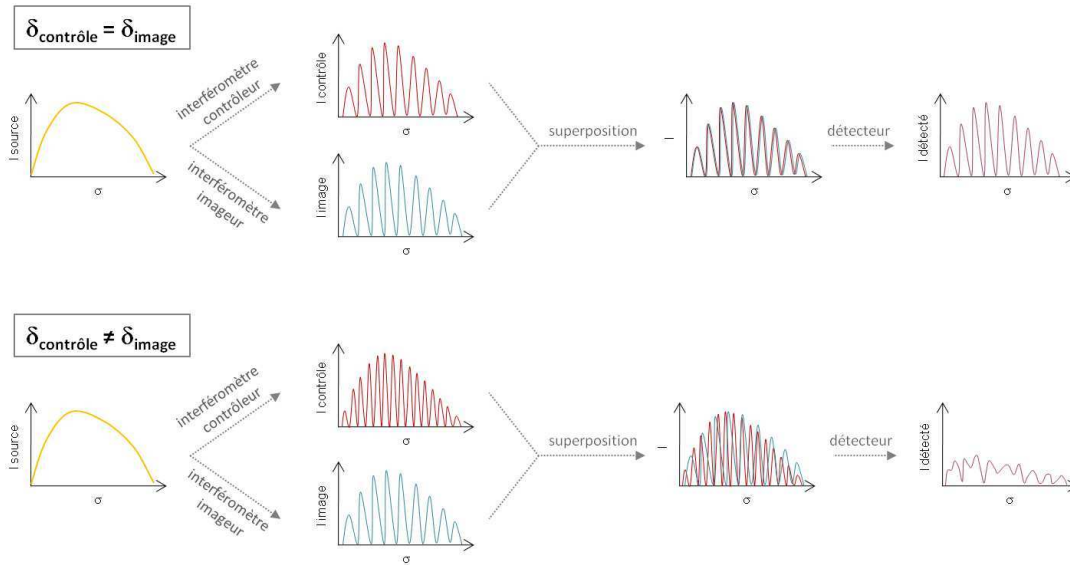 δcontrôle = δimage
I source
σ
interféromètre
contrôleur
interféromètre
imageur
I contrôle
σ
I image
σ
superposition
I
σ
détecteur
I détecté
σ
δcontrôle ≠ δimage
I source
σ
interféromètre
contrôleur
interféromètre
imageur
I contrôle
σ
I image
σ
superposition
I
σ
détecteur
I détecté
σ